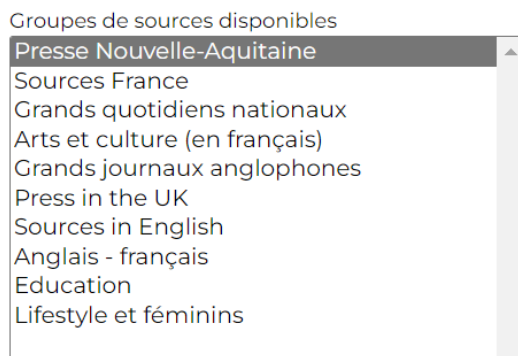 Groupes de sources disponibles
Presse Nouvelle-Aquitaine
Sources France
Grands quotidiens nationaux
Arts et culture (en français)
Grands journaux anglophones
Press in the UK
Sources in English
Anglais - français
Education
Lifestyle et féminins